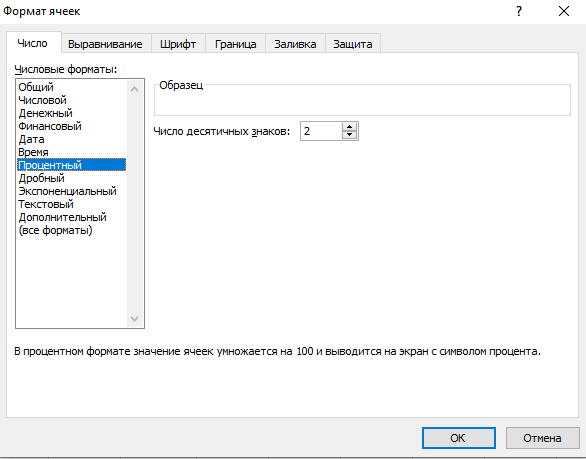 Формат ячеек
Число
Выравнивание
Шрифт
Граница
Заливка
Защита
Числовые форматы:
Общий
Числовой
Денежный
Финансовый
Дата
Время
Процентный
Дробный
Экспоненциальный
Текстовый
Дополнительный
(все форматы)
Образец
Число десятичных знаков: 2
В процентном формате значение ячеек умножается на 100 и выводится на экран с символом процента.
ОК
Отмена